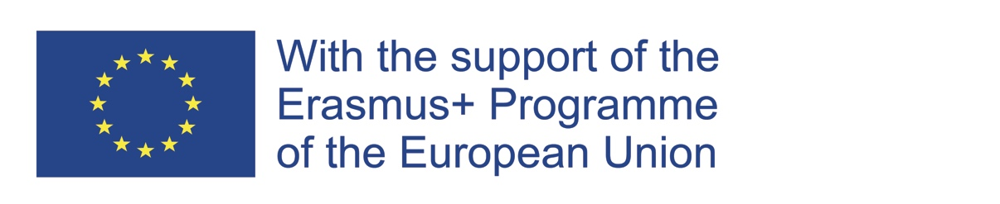 With the support of the
Erasmus+ Programme
of the European Union